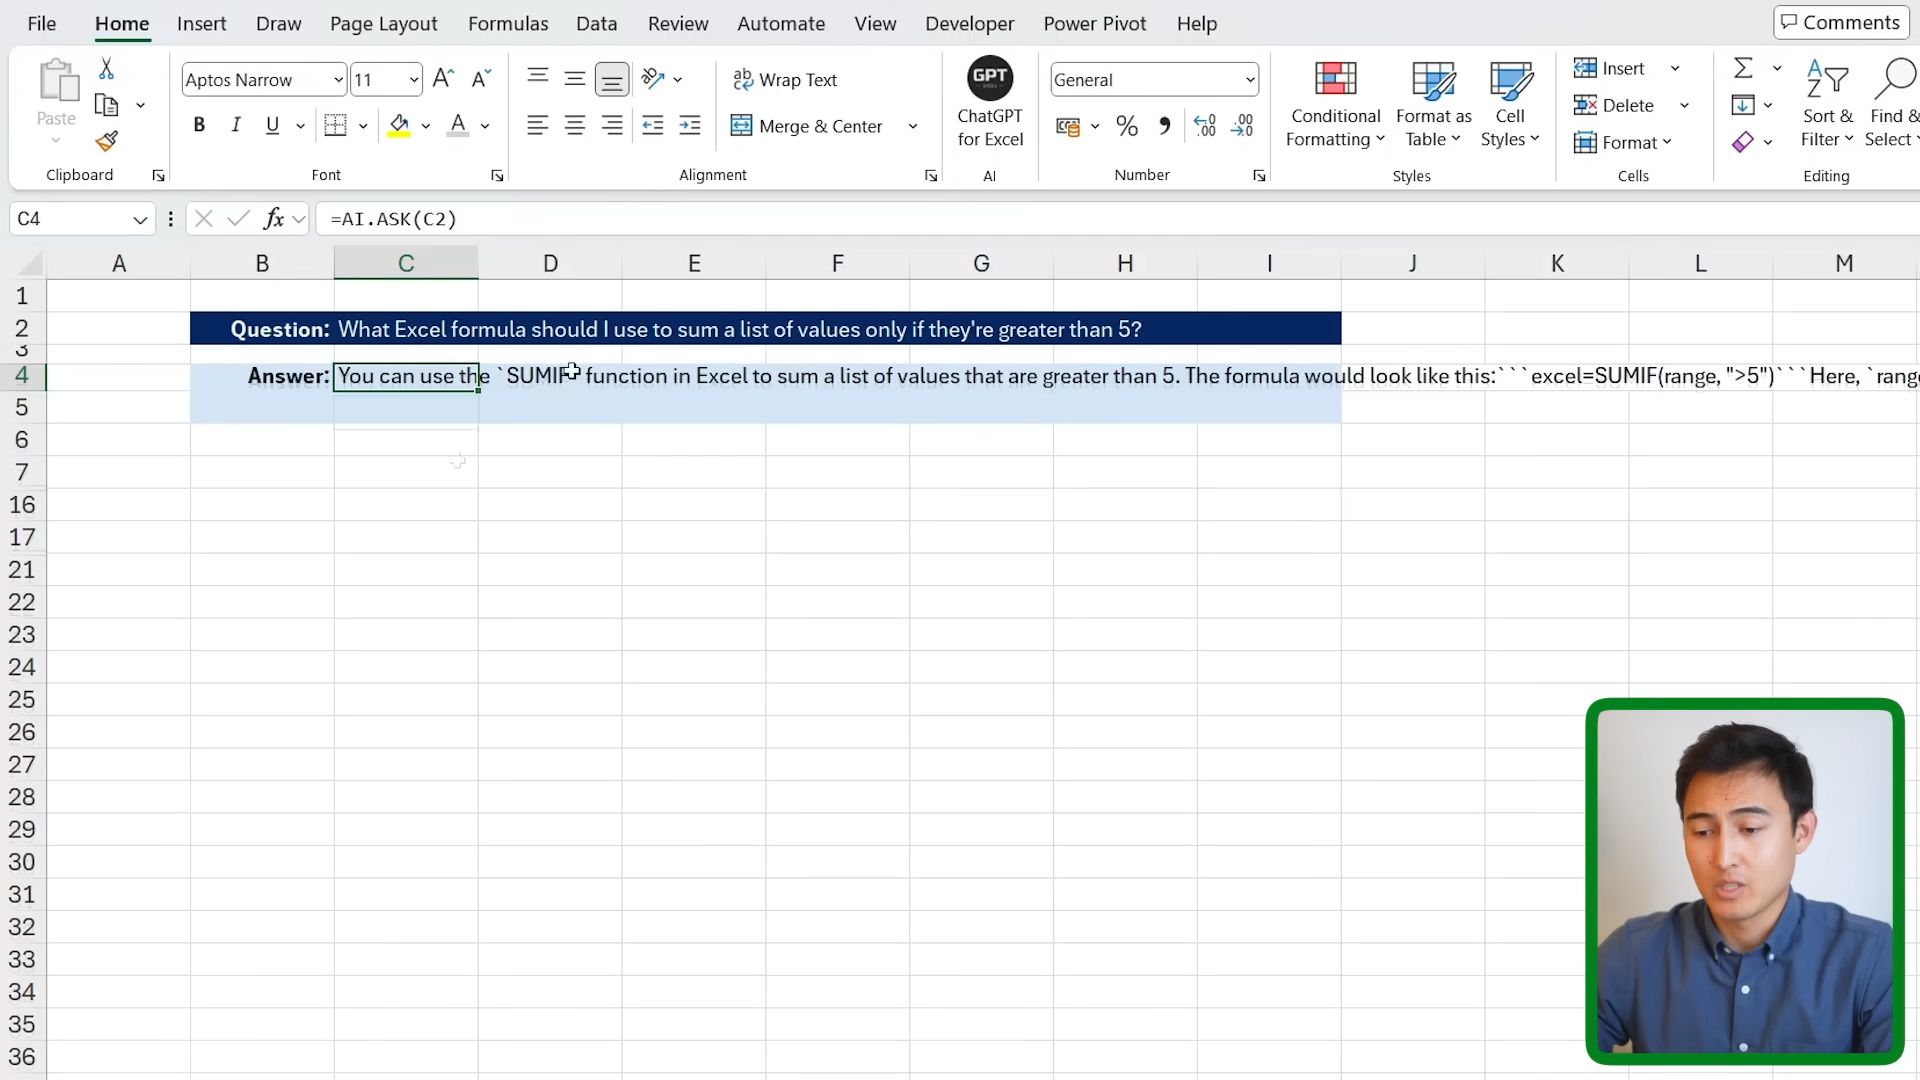 File Home Insert Draw Page Layout Formulas Data Review View Automate Developer Power Pivot Help Comments
Paste
Clipboard
Aptos Narrow 11
B I U A
Font
Wrap Text
Merge & Center
Alignment
GPT
ChatGPT
for Excel
AI
General
Number
Conditional
Formatting
Format as
Table
Cell
Styles
Styles
Insert
Delete
Format
Cells
Sort &
Filter
Find &
Select
Editing
C4 fx =AI.ASK(C2)
A B C D E F G H I J K L M
1
2 Question: What Excel formula should I use to sum a list of values only if they're greater than 5?
3
4 Answer: You can use the `SUMIF` function in Excel to sum a list of values that are greater than 5. The formula would look like this:```excel=SUMIF(range, ">5")```Here, `range
5
6
7
16
17
21
22
23
24
25
26
27
28
29
30
31
32
33
34
35
36